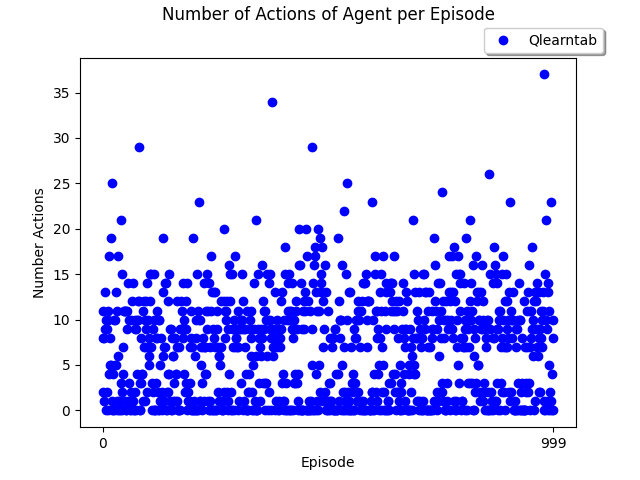 Number of Actions of Agent per Episode
Qlearntab
35
30
25
20
15
10
5
0
Number Actions
0 999
Episode